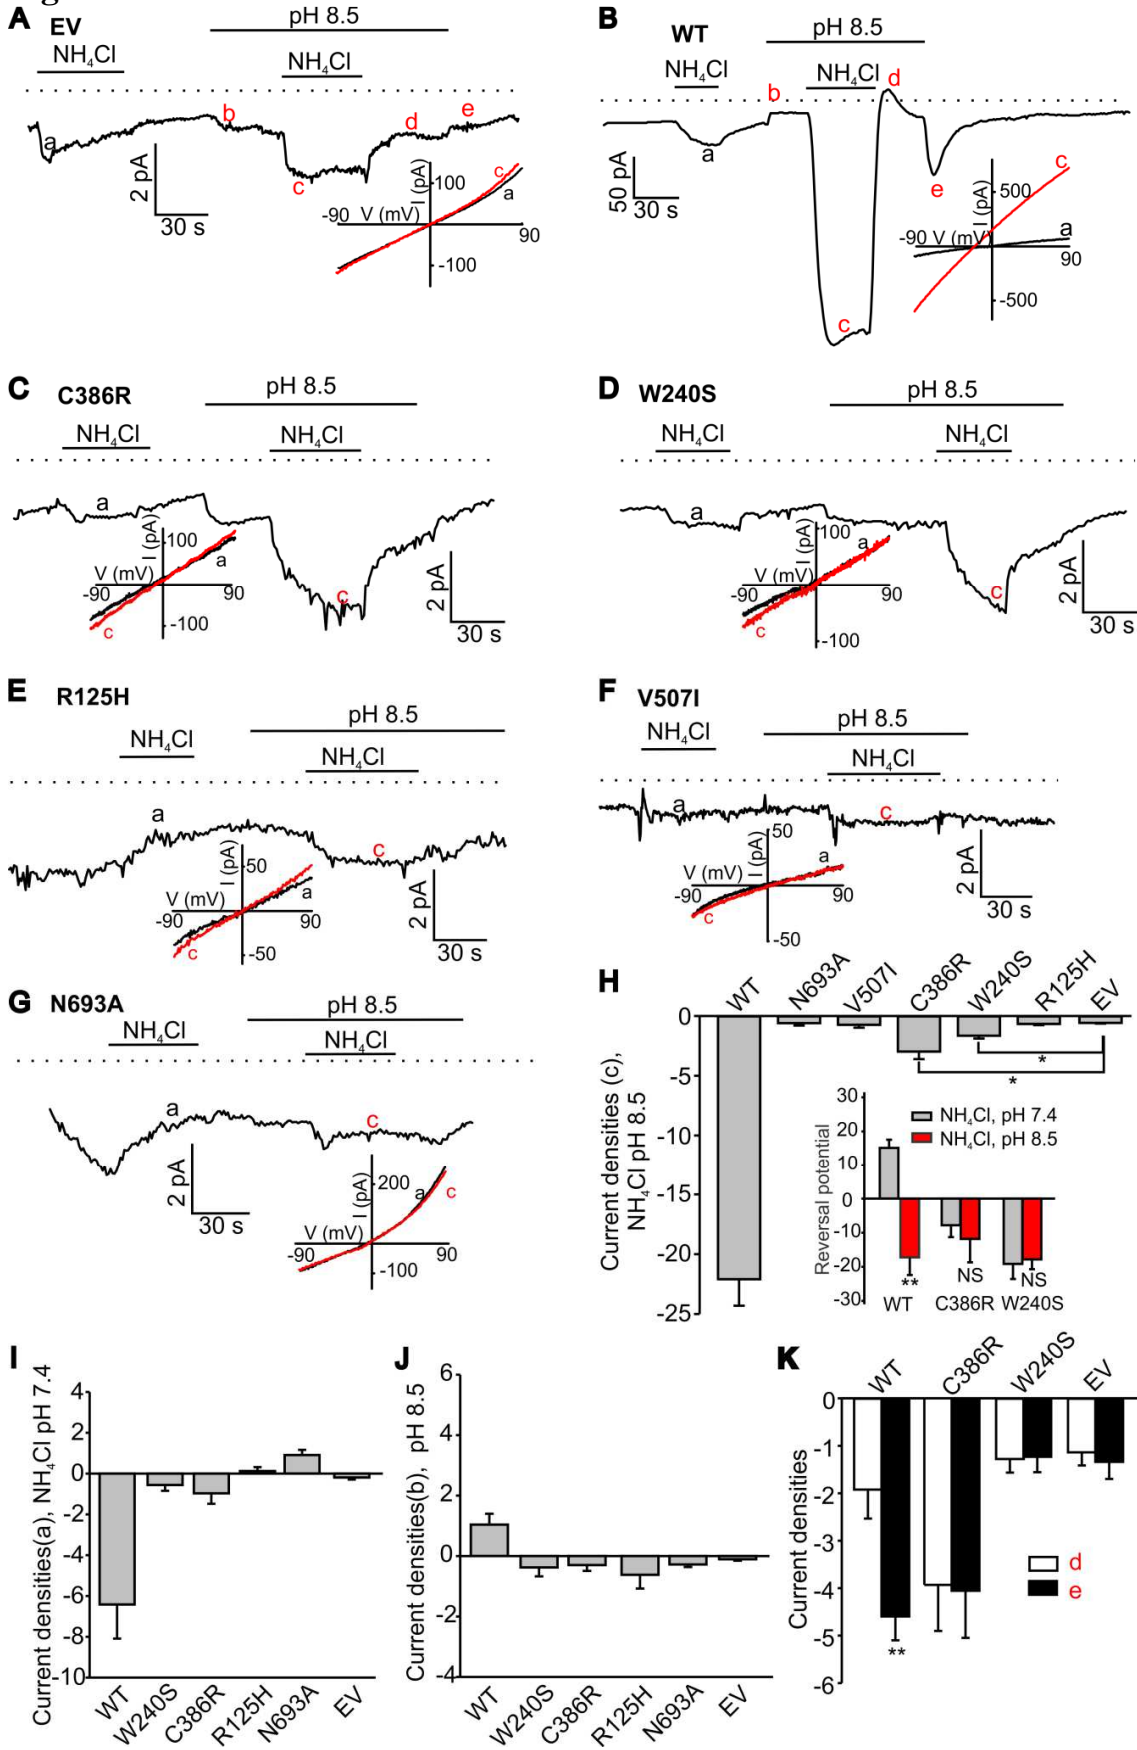 A
EV
pH 8.5
NH4Cl
NH4Cl
a
b
c
d
e
2 pA
30 s
I (pA)
100
-90
V (mV)
90
-100
c
a
B
WT
pH 8.5
NH4Cl
NH4Cl
a
b
c
d
e
50 pA
30 s
I (pA)
500
-90
V (mV)
90
-500
c
a
C
C386R
pH 8.5
NH4Cl
NH4Cl
a
c
I (pA)
100
V (mV)
-90
90
-100
a
c
2 pA
30 s
D
W240S
pH 8.5
NH4Cl
NH4Cl
a
c
I (pA)
100
V (mV)
-90
90
-100
a
c
2 pA
30 s
E
R125H
pH 8.5
NH4Cl
NH4Cl
a
c
I (pA)
50
V (mV)
-90
90
-50
a
c
2 pA
30 s
F
V507I
pH 8.5
NH4Cl
NH4Cl
a
c
I (pA)
50
V (mV)
-90
90
-50
a
c
2 pA
30 s
G
N693A
pH 8.5
NH4Cl
NH4Cl
a
c
2 pA
30 s
I (pA)
200
V (mV)
-90
90
-100
a
c
H
WT
N693A
V507I
C386R
W240S
R125H
EV
Current densities (c),
NH4Cl pH 8.5
0
-5
-10
-15
-20
-25
*
*
Reversal potential
30
20
10
0
-10
-20
-30
NH4Cl, pH 7.4
NH4Cl, pH 8.5
**
NS
NS
WT
C386R
W240S
I
Current densities(a), NH4Cl pH 7.4
4
2
0
-2
-4
-6
-8
-10
WT
W240S
C386R
R125H
N693A
EV
J
Current densities(b), pH 8.5
6
4
2
0
-2
-4
WT
W240S
C386R
R125H
N693A
EV
K
WT
C386R
W240S
EV
Current densities
0
-1
-2
-3
-4
-5
-6
**
d
e